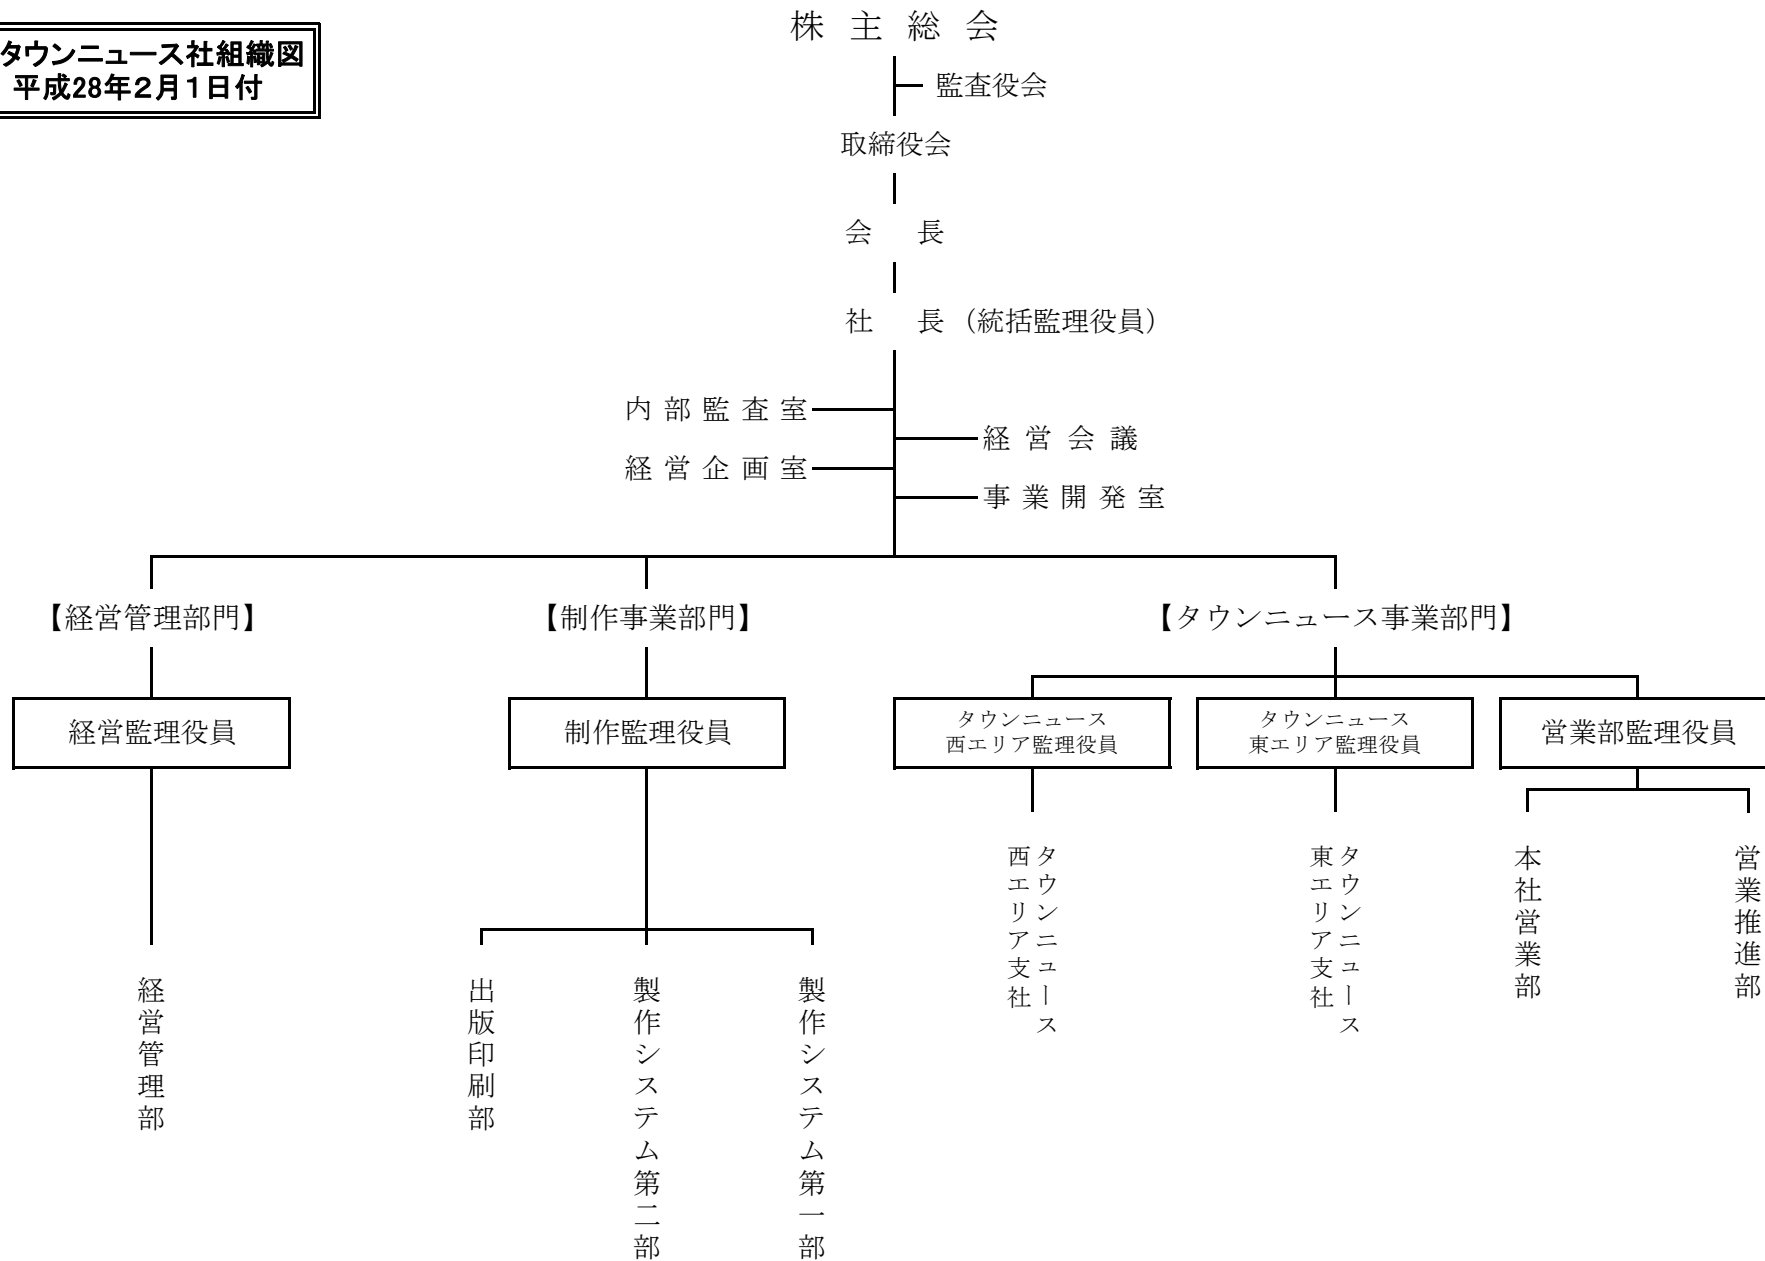 タウンニュース社組織図
平成28年２月１日付
株主総会
監査役会
取締役会
会長
社長（統括監理役員）
内部監査室
経営会議
経営企画室
事業開発室
【経営管理部門】
【制作事業部門】
【タウンニュース事業部門】
経営監理役員
制作監理役員
タウンニュース
西エリア監理役員
タウンニュース
東エリア監理役員
営業部監理役員
経営管理部
出版印刷部
製作システム第二部
製作システム第一部
タウンニュース
西エリア支社
タウンニュース
東エリア支社
本社営業部
営業推進部